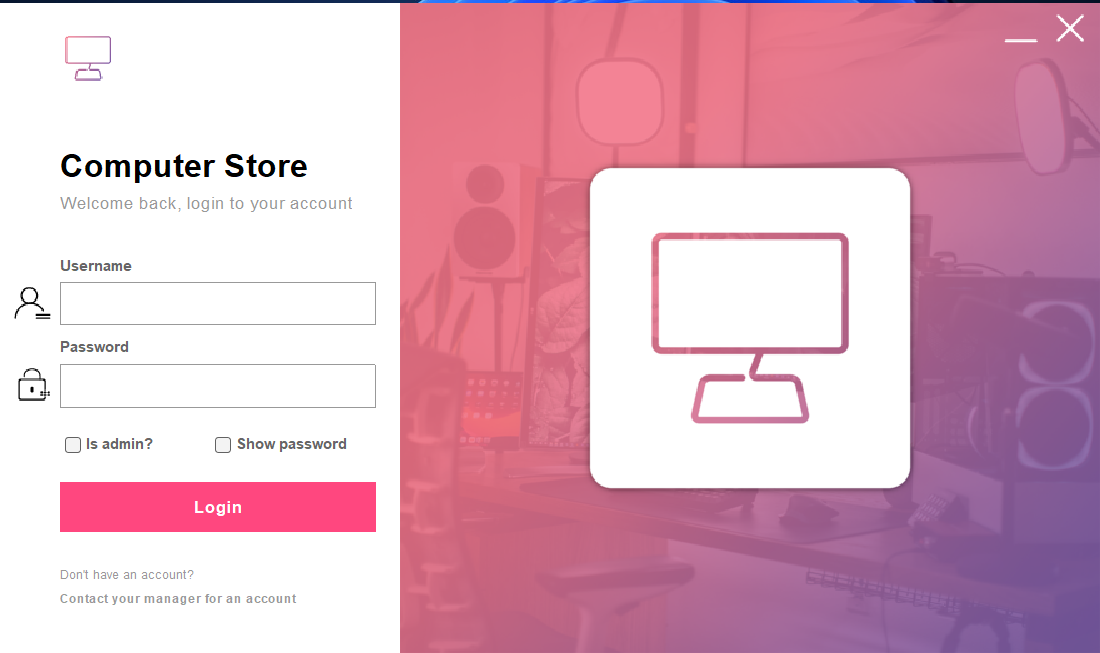 Computer Store
Welcome back, login to your account
Username
Password
Is admin? Show password
Login
Don't have an account?
Contact your manager for an account